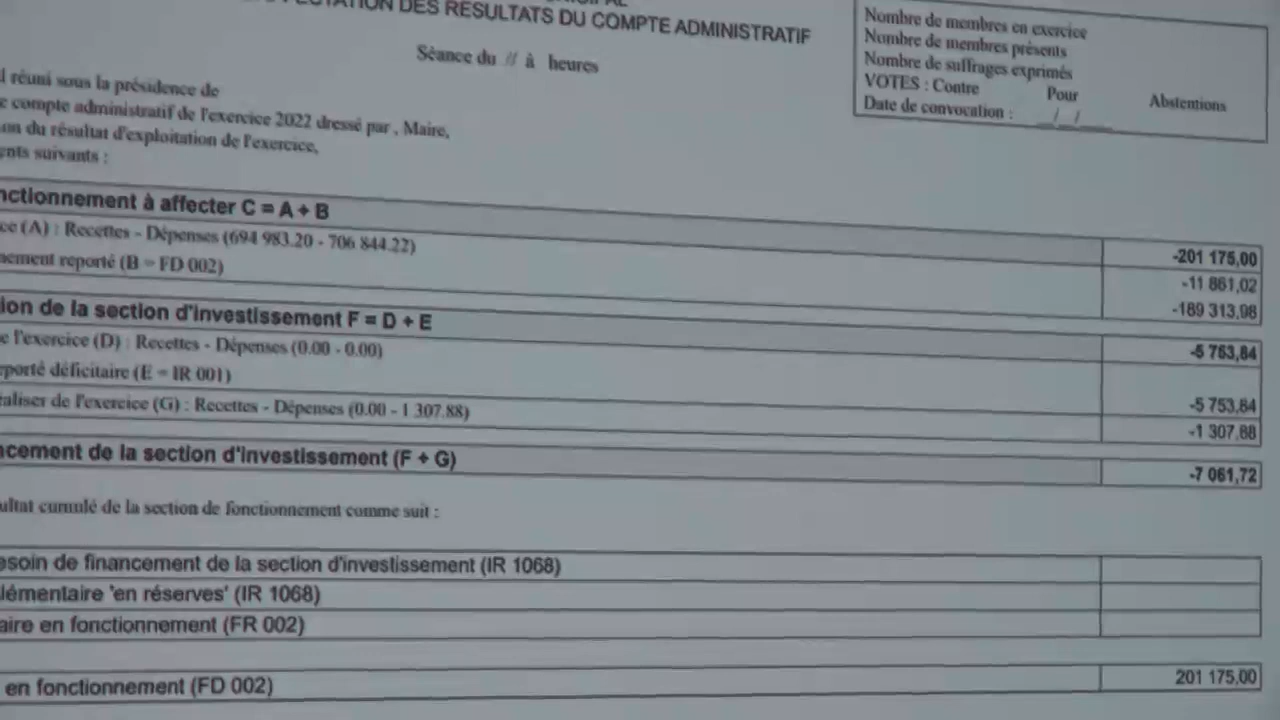 DES RESULTATS DU COMPTE ADMINISTRATIF
Séance du // à heures
Nombre de membres en exercice
Nombre de membres présents
Nombre de suffrages exprimés
VOTES : Contre Pour Abstentions
Date de convocation : __/__/____
l réuni sous la présidence de
e compte administratif de l'exercice 2022 dressé par , Maire,
on du résultat d'exploitation de l'exercice,
ents suivants :
nctionnement à affecter C = A + B -201 175,00
ce (A) : Recettes - Dépenses (694 983.20 - 706 844.22) -11 861,02
nement reporté (B = FD 002) -189 313,98
ion de la section d'investissement F = D + E -5 753,84
e l'exercice (D) : Recettes - Dépenses (0.00 - 0.00)
eporté déficitaire (E = IR 001) -5 753,84
aliser de l'exercice (G) : Recettes - Dépenses (0.00 - 1 307.88) -1 307,88
ncement de la section d'investissement (F + G) -7 061,72
ultat cumulé de la section de fonctionnement comme suit :
esoin de financement de la section d'investissement (IR 1068)
lémentaire 'en réserves' (IR 1068)
aire en fonctionnement (FR 002)
en fonctionnement (FD 002) 201 175,00